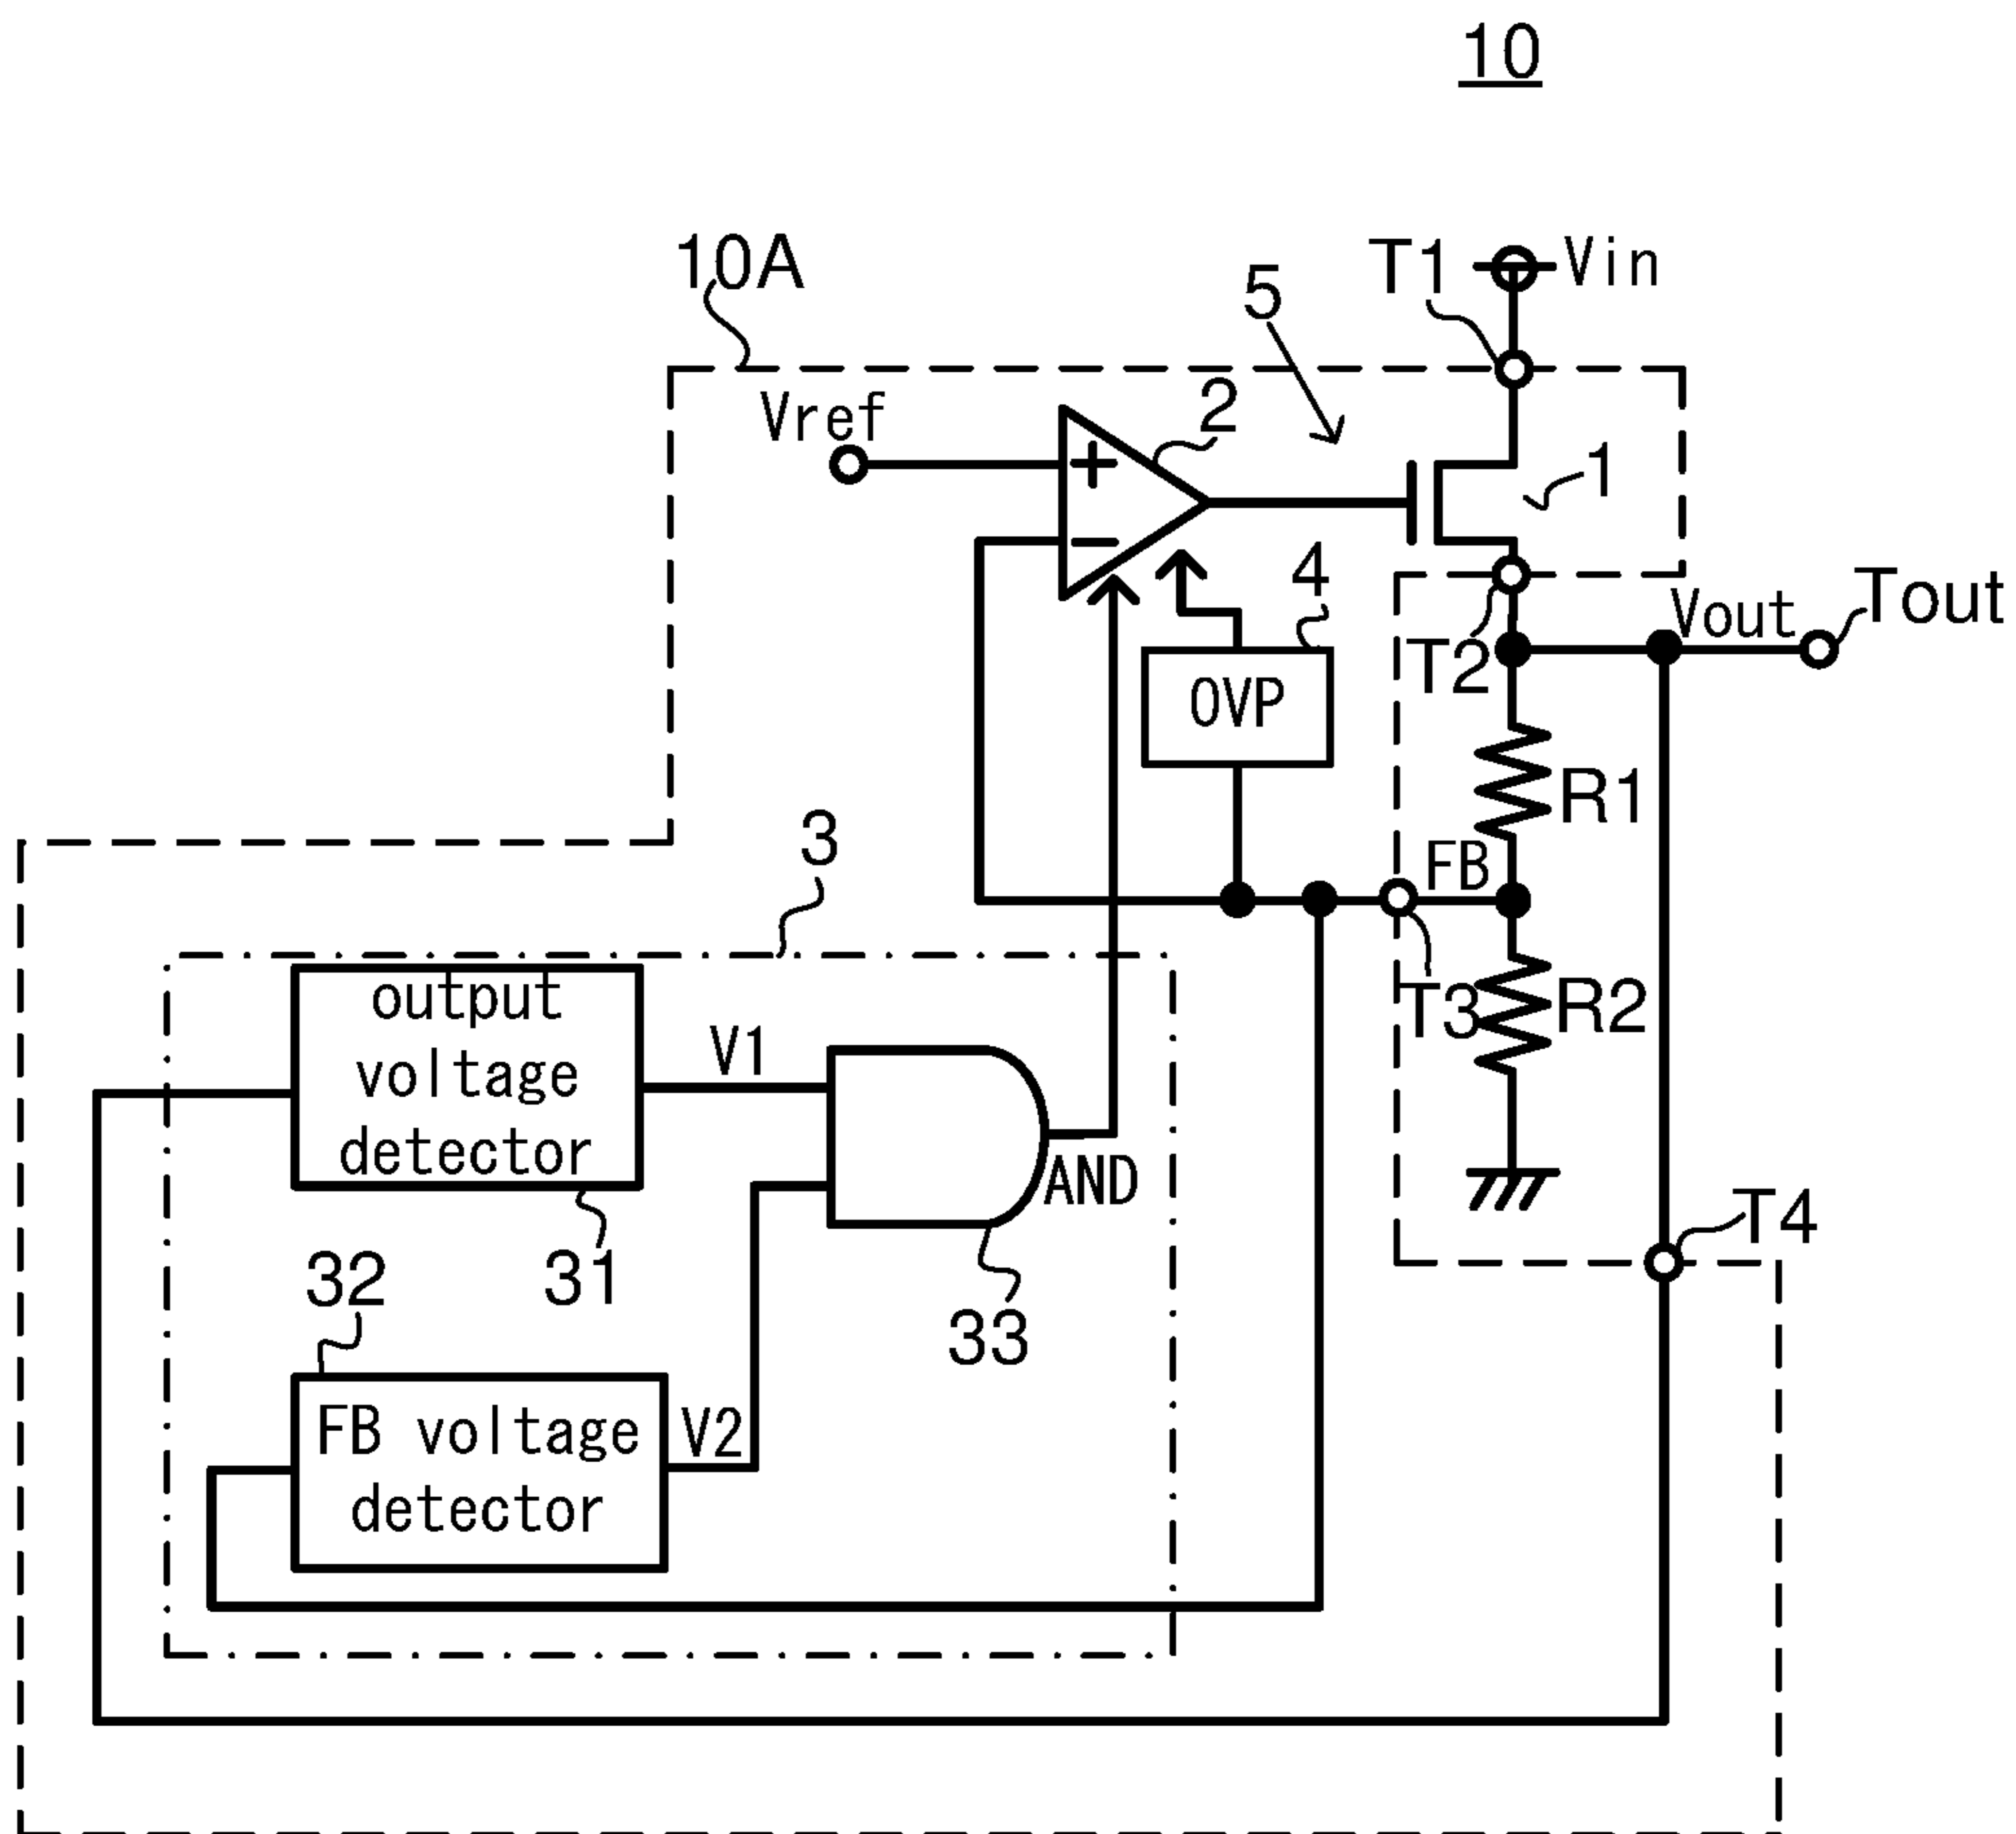 10
10A
5
T1
Vin
Vref
+
−
2
1
4
Vout
Tout
T2
OVP
R1
FB
3
T3
R2
output
voltage
detector
V1
AND
31
33
T4
32
FB voltage
detector
V2